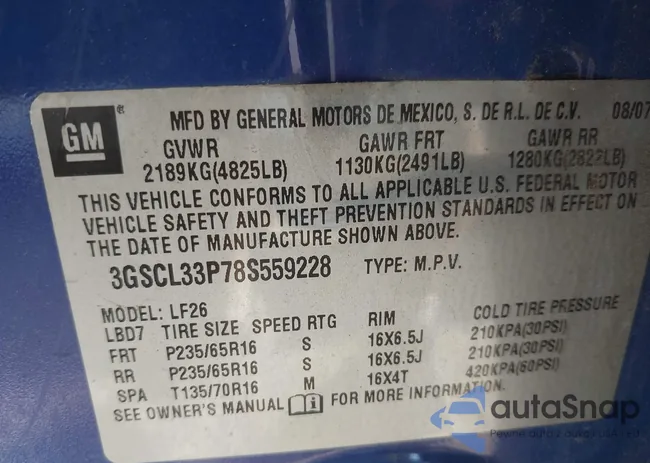 GM ®
MFD BY GENERAL MOTORS DE MEXICO, S. DE R.L. DE C.V. 08/07
GVWR GAWR FRT GAWR RR
2189KG(4825LB) 1130KG(2491LB) 1280KG(2822LB)
THIS VEHICLE CONFORMS TO ALL APPLICABLE U.S. FEDERAL MOTOR
VEHICLE SAFETY AND THEFT PREVENTION STANDARDS IN EFFECT ON
THE DATE OF MANUFACTURE SHOWN ABOVE.
3GSCL33P78S559228 TYPE: M.P.V.
MODEL: LF26
LBD7 TIRE SIZE SPEED RTG RIM COLD TIRE PRESSURE
FRT P235/65R16 S 16X6.5J 210KPA(30PSI)
RR P235/65R16 S 16X6.5J 210KPA(30PSI)
SPA T135/70R16 M 16X4T 420KPA(60PSI)
SEE OWNER'S MANUAL i FOR MORE INFORMATION.
autaSnap